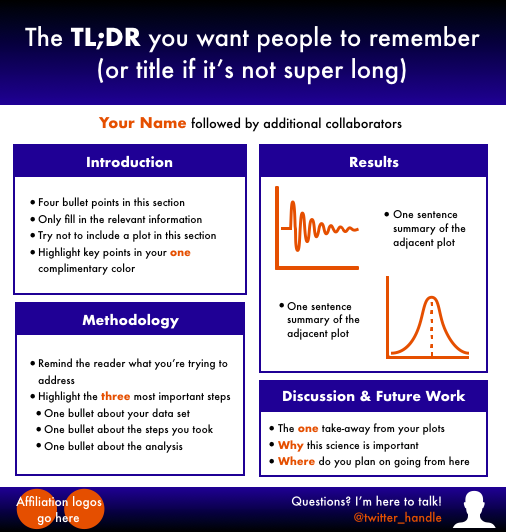 The TL;DR you want people to remember
(or title if it's not super long)
Your Name followed by additional collaborators
Introduction
• Four bullet points in this section
• Only fill in the relevant information
• Try not to include a plot in this section
• Highlight key points in your one
complimentary color
Methodology
• Remind the reader what you're trying to
address
• Highlight the three most important steps
• One bullet about your data set
• One bullet about the steps you took
• One bullet about the analysis
Results
• One sentence
summary of the
adjacent plot
• One sentence
summary of the
adjacent plot
Discussion & Future Work
• The one take-away from your plots
• Why this science is important
• Where do you plan on going from here
Affiliation logos
go here
Questions? I'm here to talk!
@twitter_handle